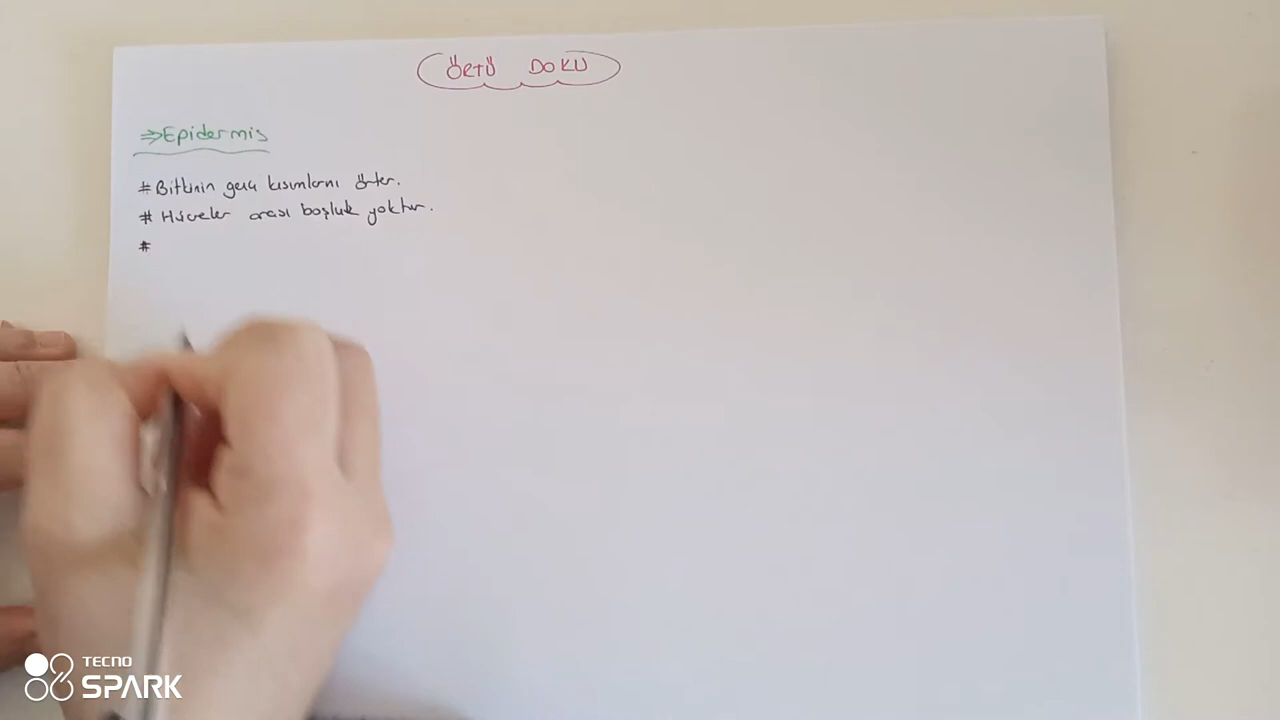 ÖRTÜ DOKU
⇒Epidermis
# Bitkinin genç kısımlarını örter.
# Hücreler arası boşluk yoktur.
#
TECNO
SPARK